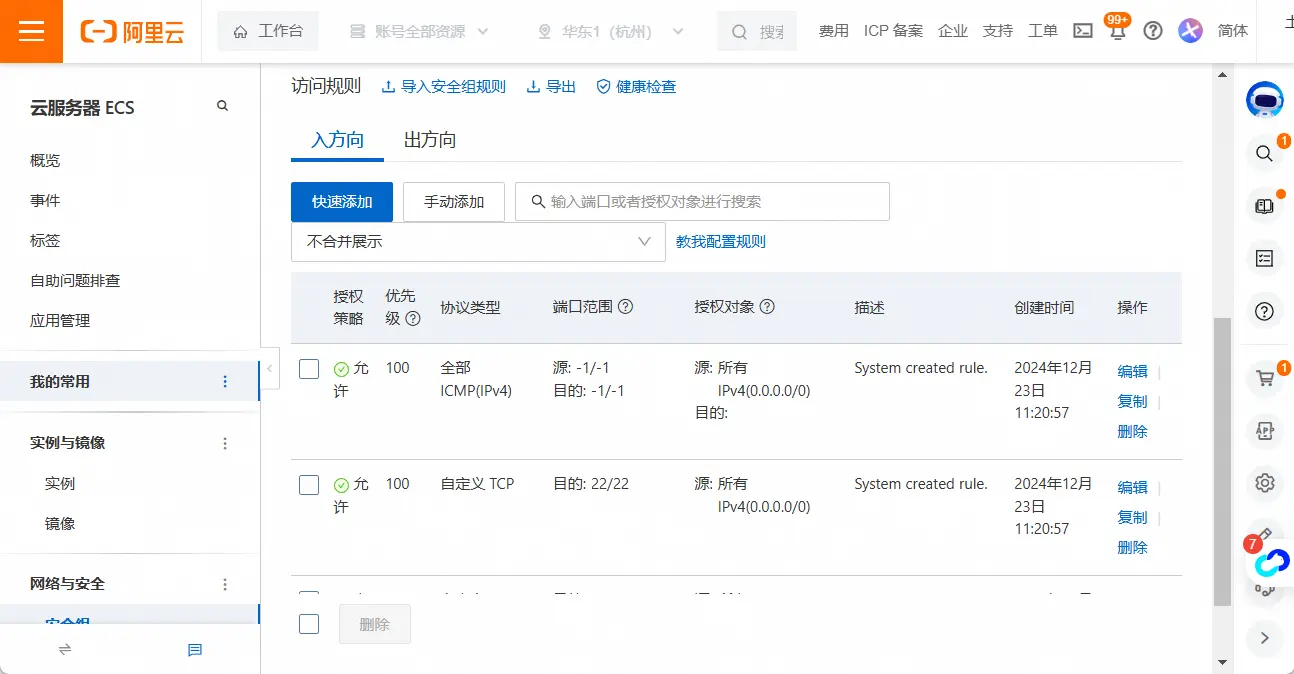 阿里云 工作台 账号全部资源 华东1（杭州） 搜索 费用 ICP 备案 企业 支持 工单 99+ 简体
云服务器 ECS
概览
事件
标签
自助问题排查
应用管理
我的常用
实例与镜像
实例
镜像
网络与安全
安全组
访问规则 导入安全组规则 导出 健康检查
入方向 出方向
快速添加 手动添加 输入端口或者授权对象进行搜索
不合并展示 教我配置规则
授权策略 优先级 协议类型 端口范围 授权对象 描述 创建时间 操作
允许 100 全部 ICMP(IPv4) 源: -1/-1 目的: -1/-1 源: 所有 IPv4(0.0.0.0/0) 目的: System created rule. 2024年12月23日 11:20:57 编辑 复制 删除
允许 100 自定义 TCP 目的: 22/22 源: 所有 IPv4(0.0.0.0/0) System created rule. 2024年12月23日 11:20:57 编辑 复制 删除
删除
1
1
APP
7